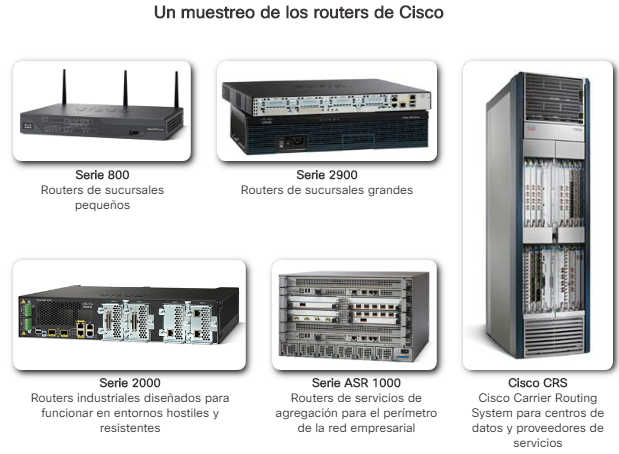 Un muestreo de los routers de Cisco
Serie 800
Routers de sucursales
pequeños
Serie 2900
Routers de sucursales grandes
Serie 2000
Routers industriales diseñados para
funcionar en entornos hostiles y
resistentes
Serie ASR 1000
Routers de servicios de
agregación para el perímetro
de la red empresarial
Cisco CRS
Cisco Carrier Routing
System para centros de
datos y proveedores de
servicios